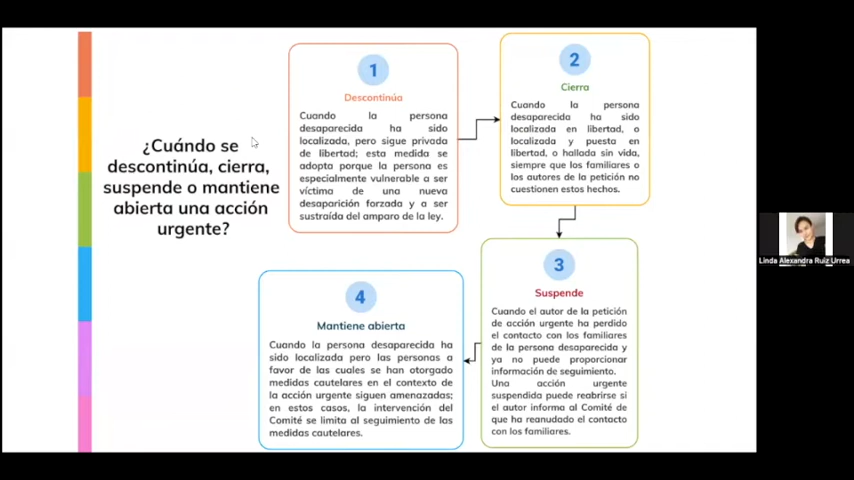 ¿Cuándo se
descontinúa, cierra,
suspende o mantiene
abierta una acción
urgente?
1
Descontinúa
Cuando la persona
desaparecida ha sido
localizada, pero sigue privada
de libertad; esta medida se
adopta porque la persona es
especialmente vulnerable a ser
víctima de una nueva
desaparición forzada y a ser
sustraída del amparo de la ley.
2
Cierra
Cuando la persona
desaparecida ha sido
localizada en libertad, o
localizada y puesta en
libertad, o hallada sin vida,
siempre que los familiares o
los autores de la petición no
cuestionen estos hechos.
3
Suspende
Cuando el autor de la petición
de acción urgente ha perdido
el contacto con los familiares
de la persona desaparecida y
ya no puede proporcionar
información de seguimiento.
Una acción urgente
suspendida puede reabrirse si
el autor informa al Comité de
que ha reanudado el contacto
con los familiares.
4
Mantiene abierta
Cuando la persona desaparecida ha
sido localizada pero las personas a
favor de las cuales se han otorgado
medidas cautelares en el contexto de
la acción urgente siguen amenazadas;
en estos casos, la intervención del
Comité se limita al seguimiento de las
medidas cautelares.
Linda Alexandra Ruiz Urrea